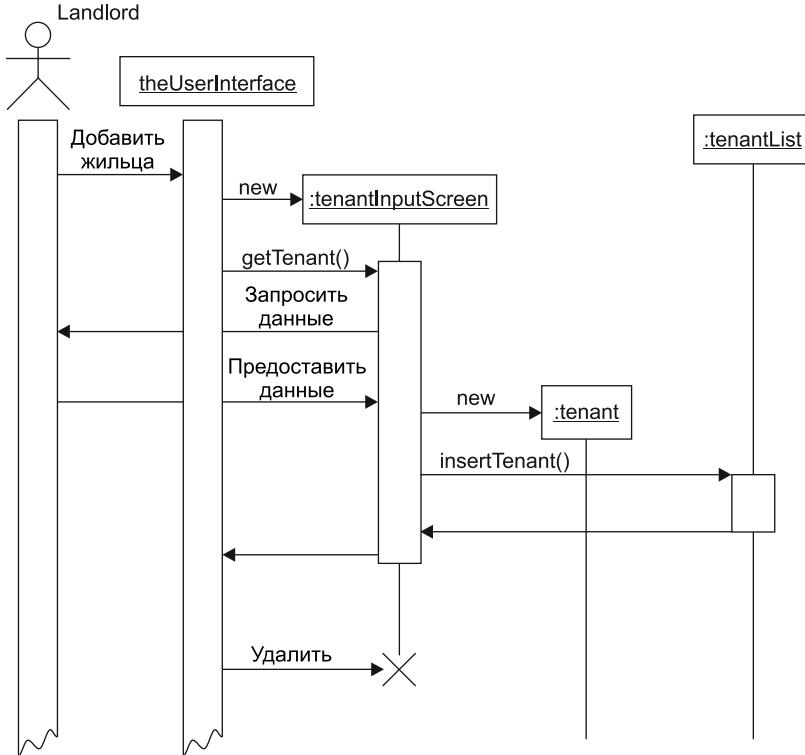 Landlord
theUserInterface
Добавить
жильца
:tenantList
new
:tenantInputScreen
getTenant()
Запросить
данные
Предоставить
данные
new
:tenant
insertTenant()
Удалить